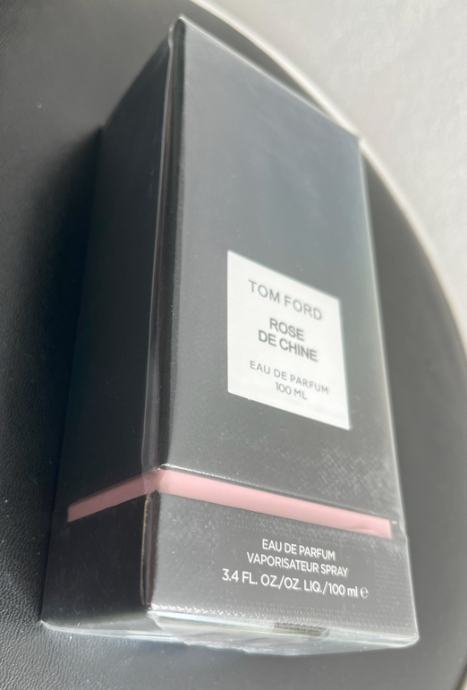 TOM FORD
ROSE
DE CHINE
EAU DE PARFUM
100 ML
EAU DE PARFUM
VAPORISATEUR SPRAY
3.4 FL. OZ/OZ. LIQ./100 ml ℮